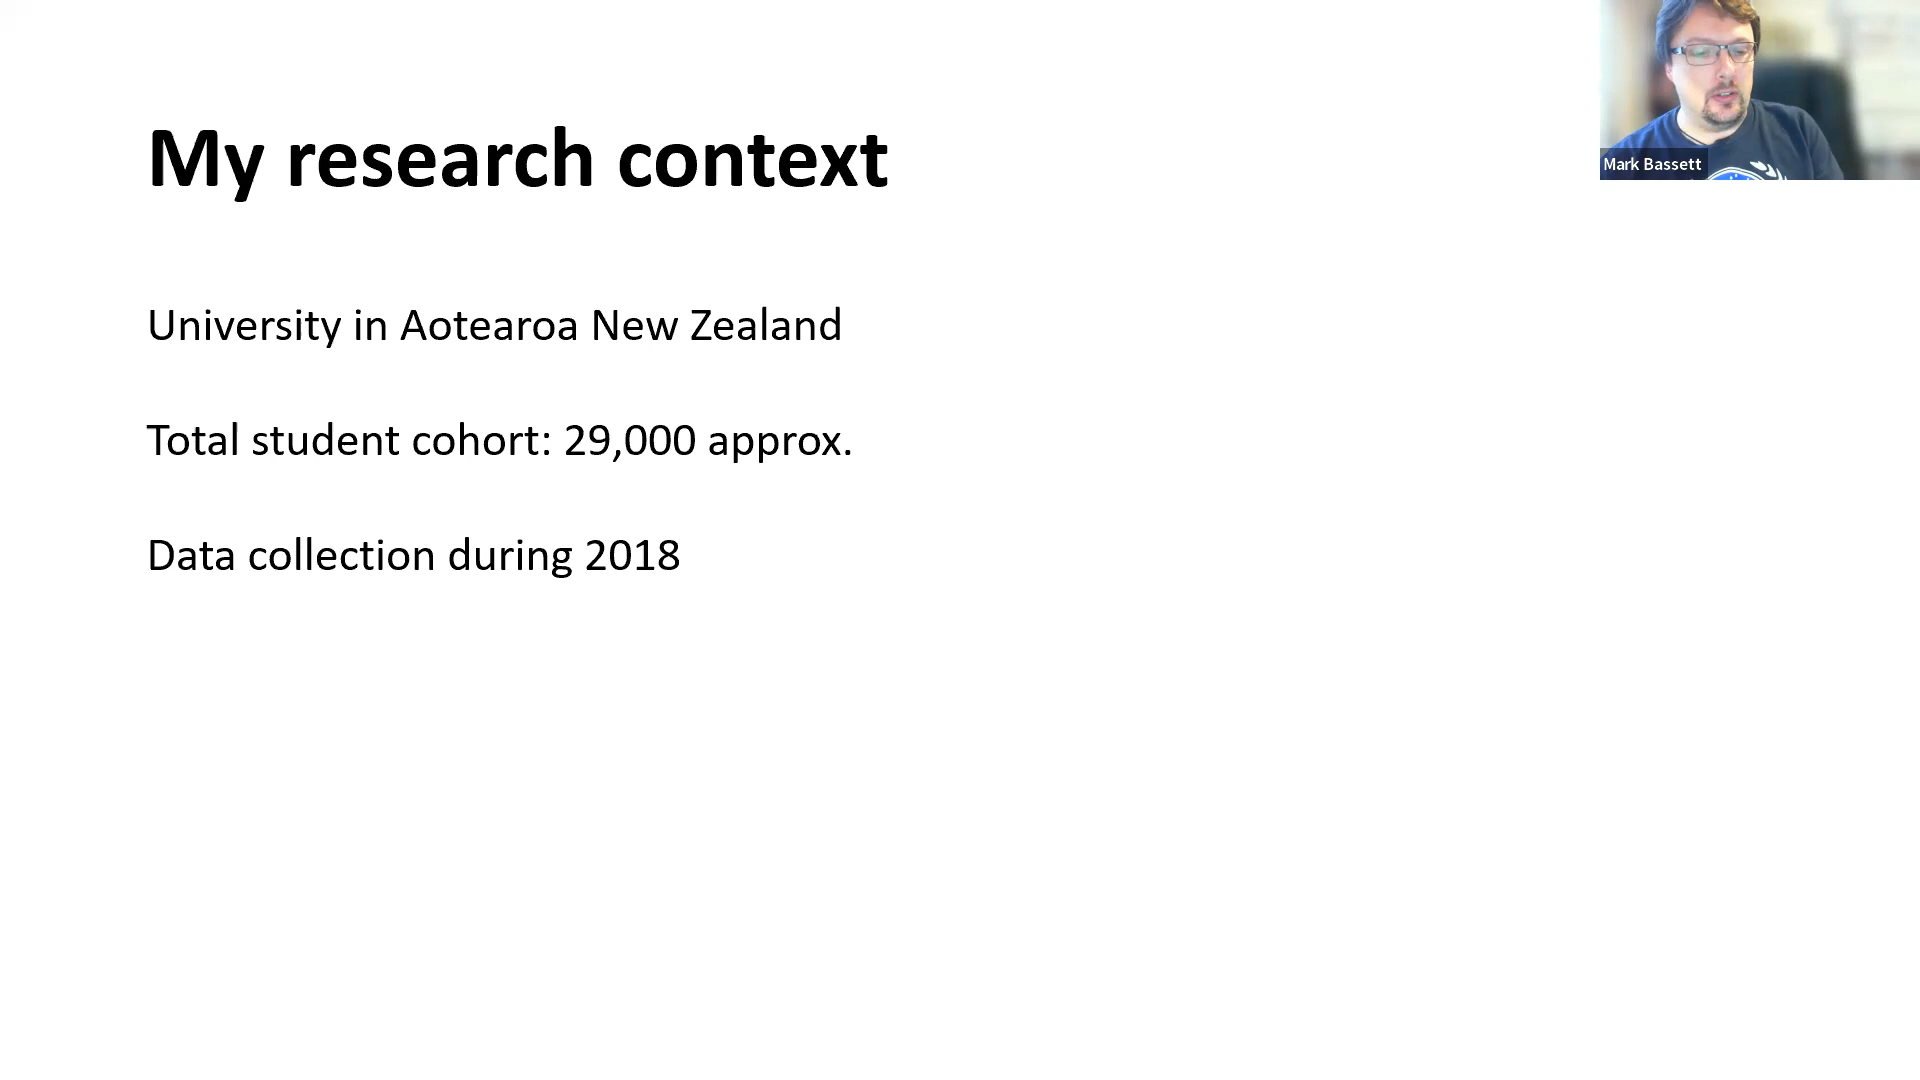 My research context
University in Aotearoa New Zealand
Total student cohort: 29,000 approx.
Data collection during 2018
Mark Bassett